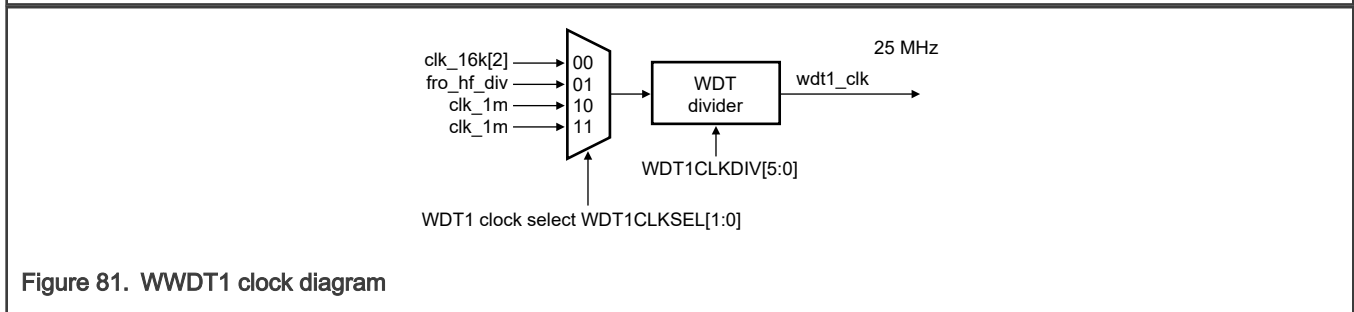 25 MHz
clk_16k[2]
00
fro_hf_div
01
clk_1m
10
clk_1m
11
WDT
divider
wdt1_clk
WDT1CLKDIV[5:0]
WDT1 clock select WDT1CLKSEL[1:0]
Figure 81. WWDT1 clock diagram